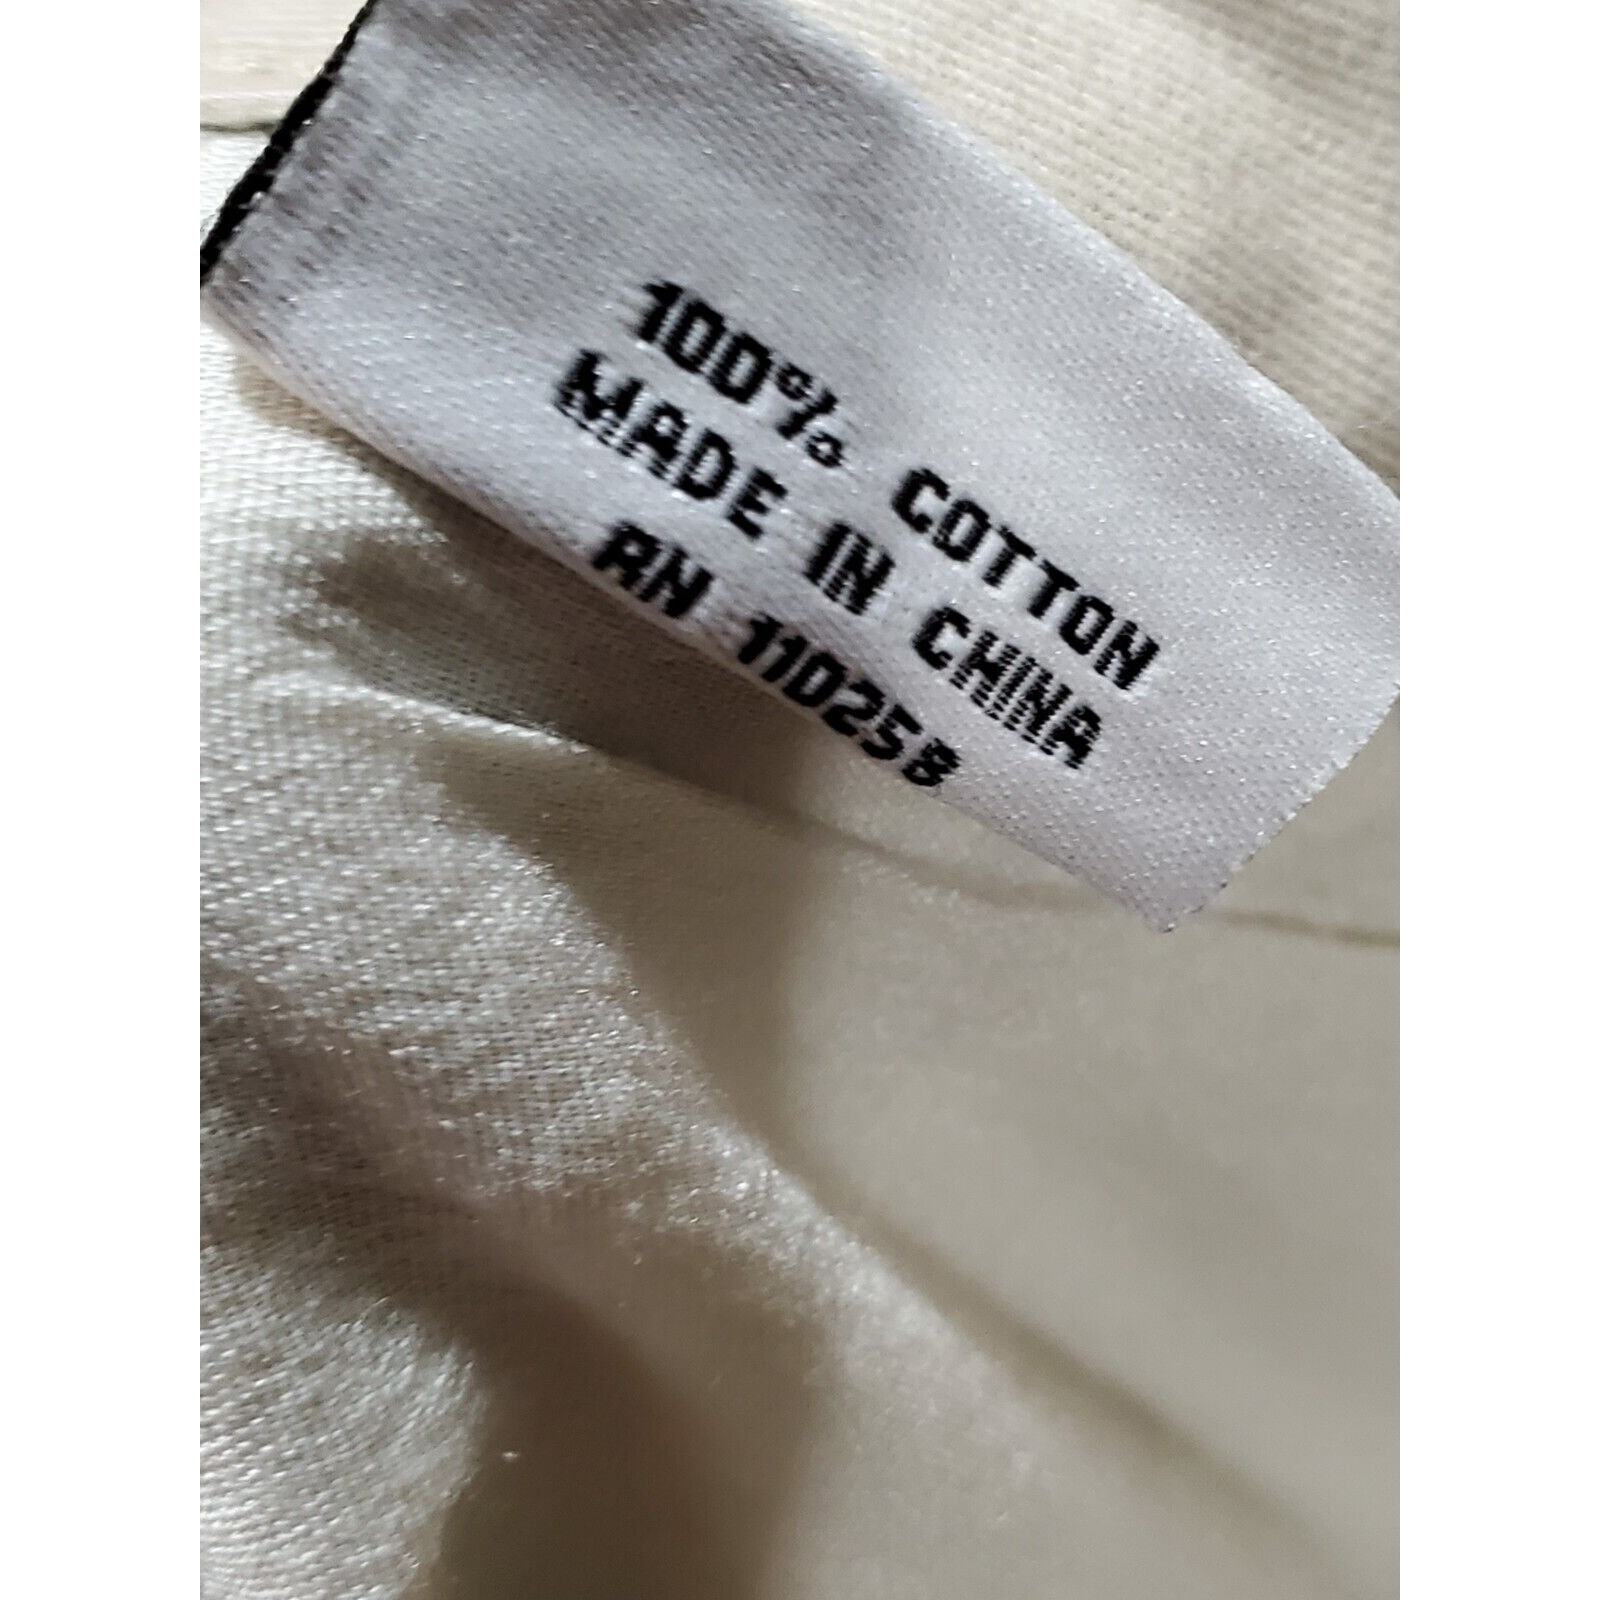 100% COTTON
MADE IN CHINA
RN 110258